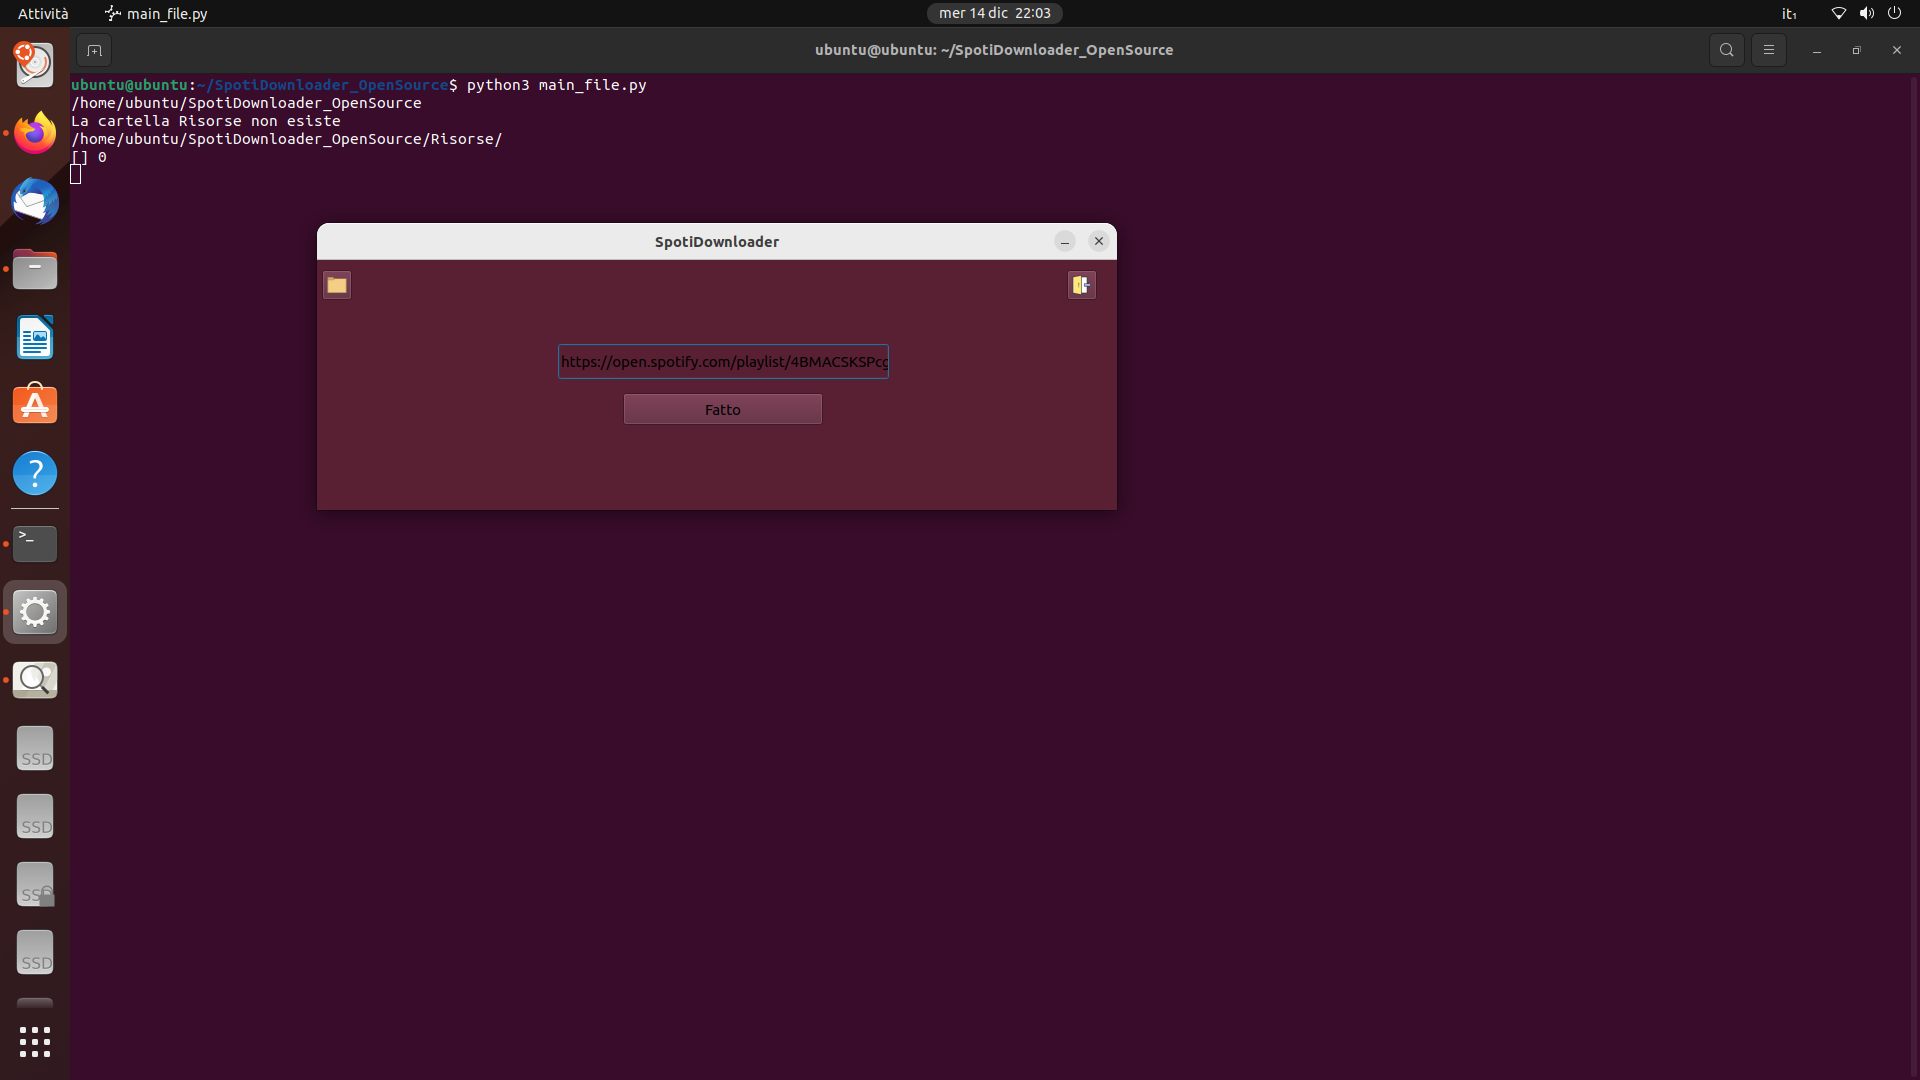 Attività main_file.py mer 14 dic 22:03 it₁
ubuntu@ubuntu: ~/SpotiDownloader_OpenSource
ubuntu@ubuntu:~/SpotiDownloader_OpenSource$ python3 main_file.py
/home/ubuntu/SpotiDownloader_OpenSource
La cartella Risorse non esiste
/home/ubuntu/SpotiDownloader_OpenSource/Risorse/
[] 0
SpotiDownloader
https://open.spotify.com/playlist/4BMACSKSPcg
Fatto
>_
SSD
SSD
SSD
SSD